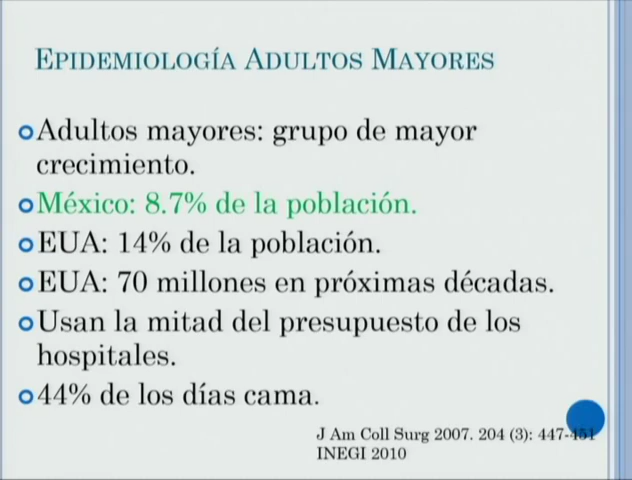 EPIDEMIOLOGÍA ADULTOS MAYORES
Adultos mayores: grupo de mayor
crecimiento.
México: 8.7% de la población.
EUA: 14% de la población.
EUA: 70 millones en próximas décadas.
Usan la mitad del presupuesto de los
hospitales.
44% de los días cama.
J Am Coll Surg 2007. 204 (3): 447-451
INEGI 2010